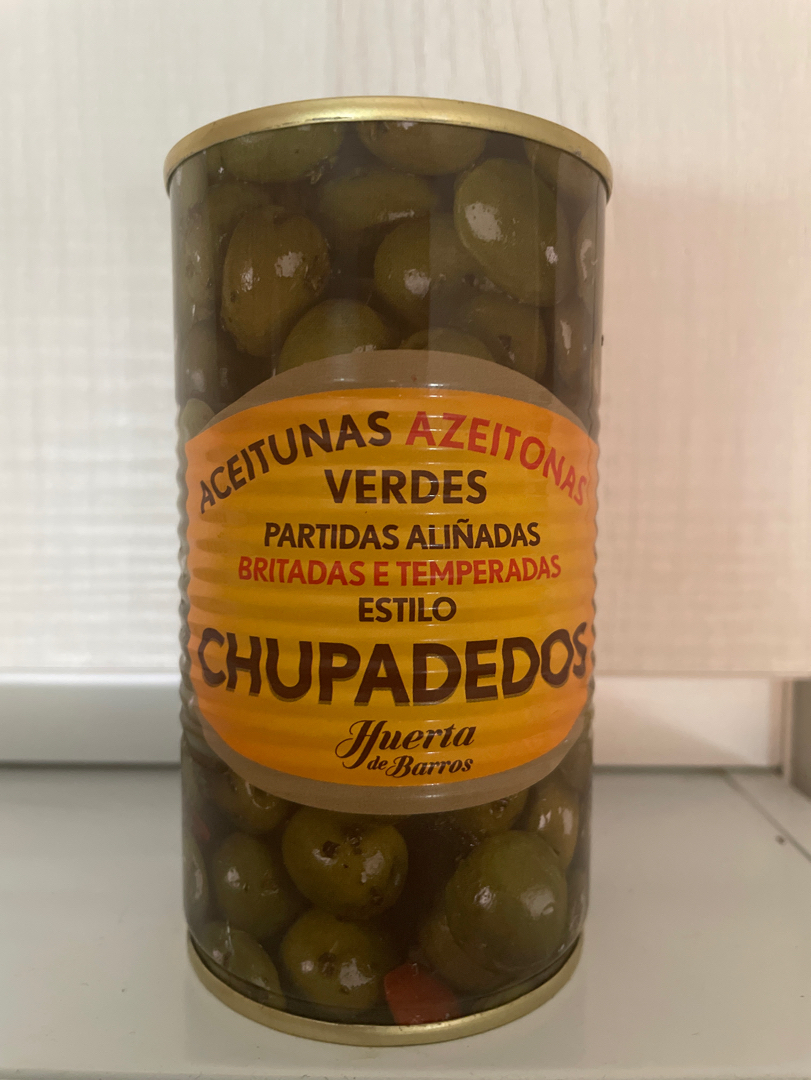 ACEITUNAS AZEITONAS
VERDES
PARTIDAS ALIÑADAS
BRITADAS E TEMPERADAS
ESTILO
CHUPADEDOS
Huerta
de Barros